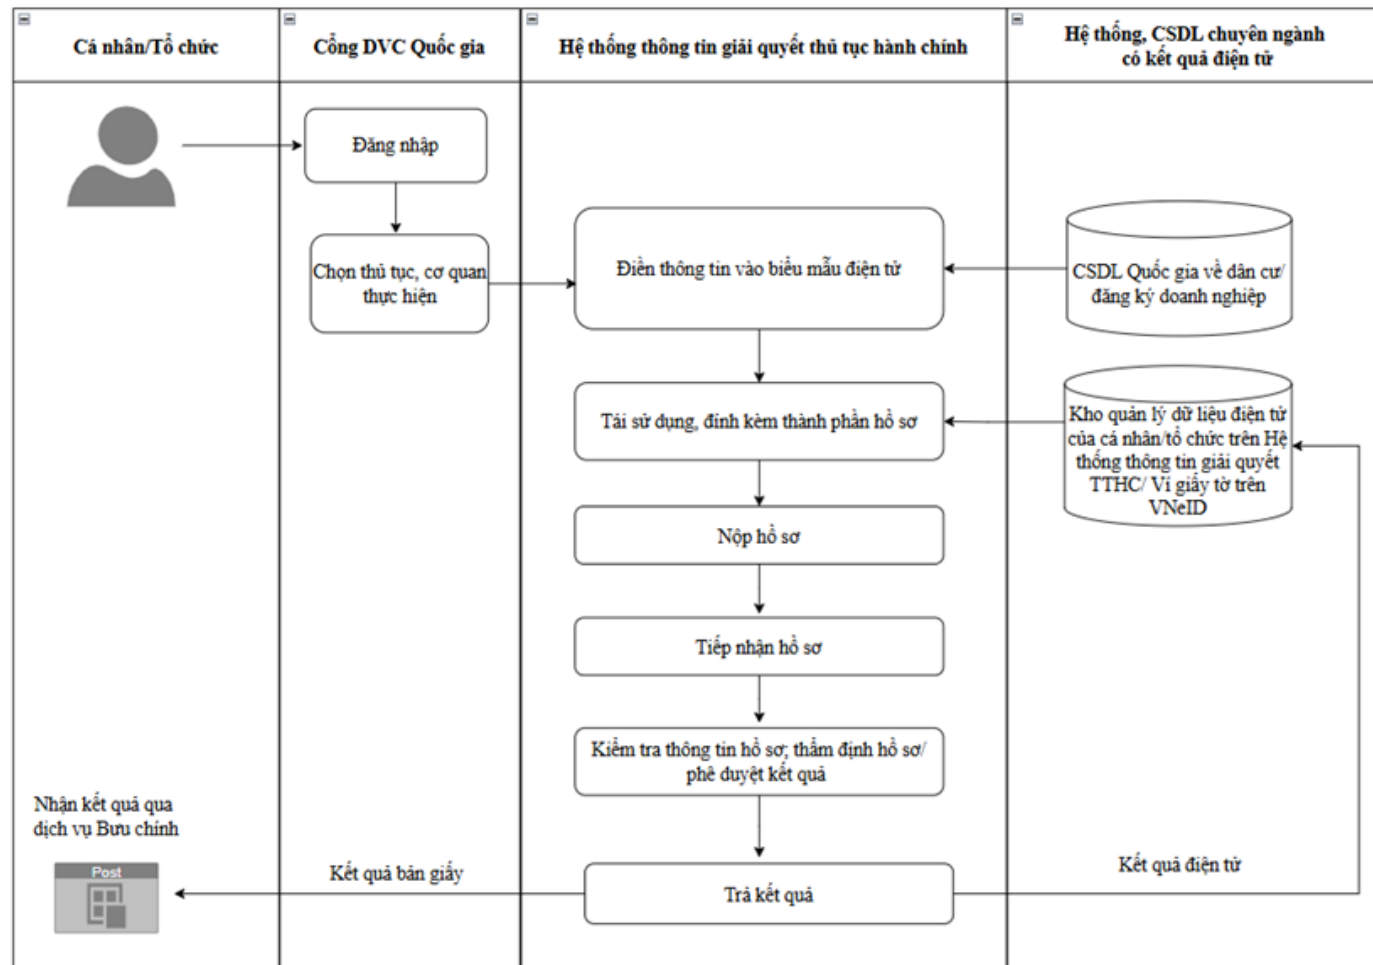 Cá nhân/Tổ chức
Cổng DVC Quốc gia
Hệ thống thông tin giải quyết thủ tục hành chính
Hệ thống, CSDL chuyên ngành
có kết quả điện tử
Đăng nhập
Chọn thủ tục, cơ quan
thực hiện
Điền thông tin vào biểu mẫu điện tử
CSDL Quốc gia về dân cư/
đăng ký doanh nghiệp
Tái sử dụng, đính kèm thành phần hồ sơ
Kho quản lý dữ liệu điện tử
của cá nhân/tổ chức trên Hệ
thống thông tin giải quyết
TTHC/ Ví giấy tờ trên
VNeID
Nộp hồ sơ
Tiếp nhận hồ sơ
Kiểm tra thông tin hồ sơ; thẩm định hồ sơ/
phê duyệt kết quả
Nhận kết quả qua
dịch vụ Bưu chính
Post
Kết quả bản giấy
Trả kết quả
Kết quả điện tử